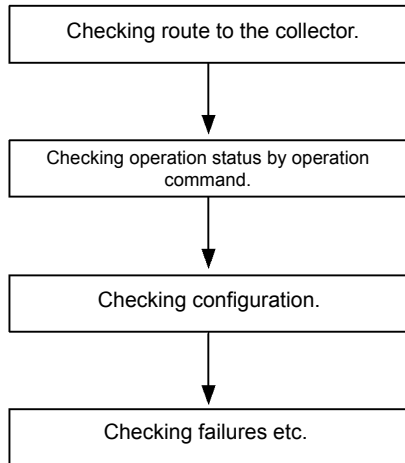 Checking route to the collector.
Checking operation status by operation
command.
Checking configuration.
Checking failures etc.